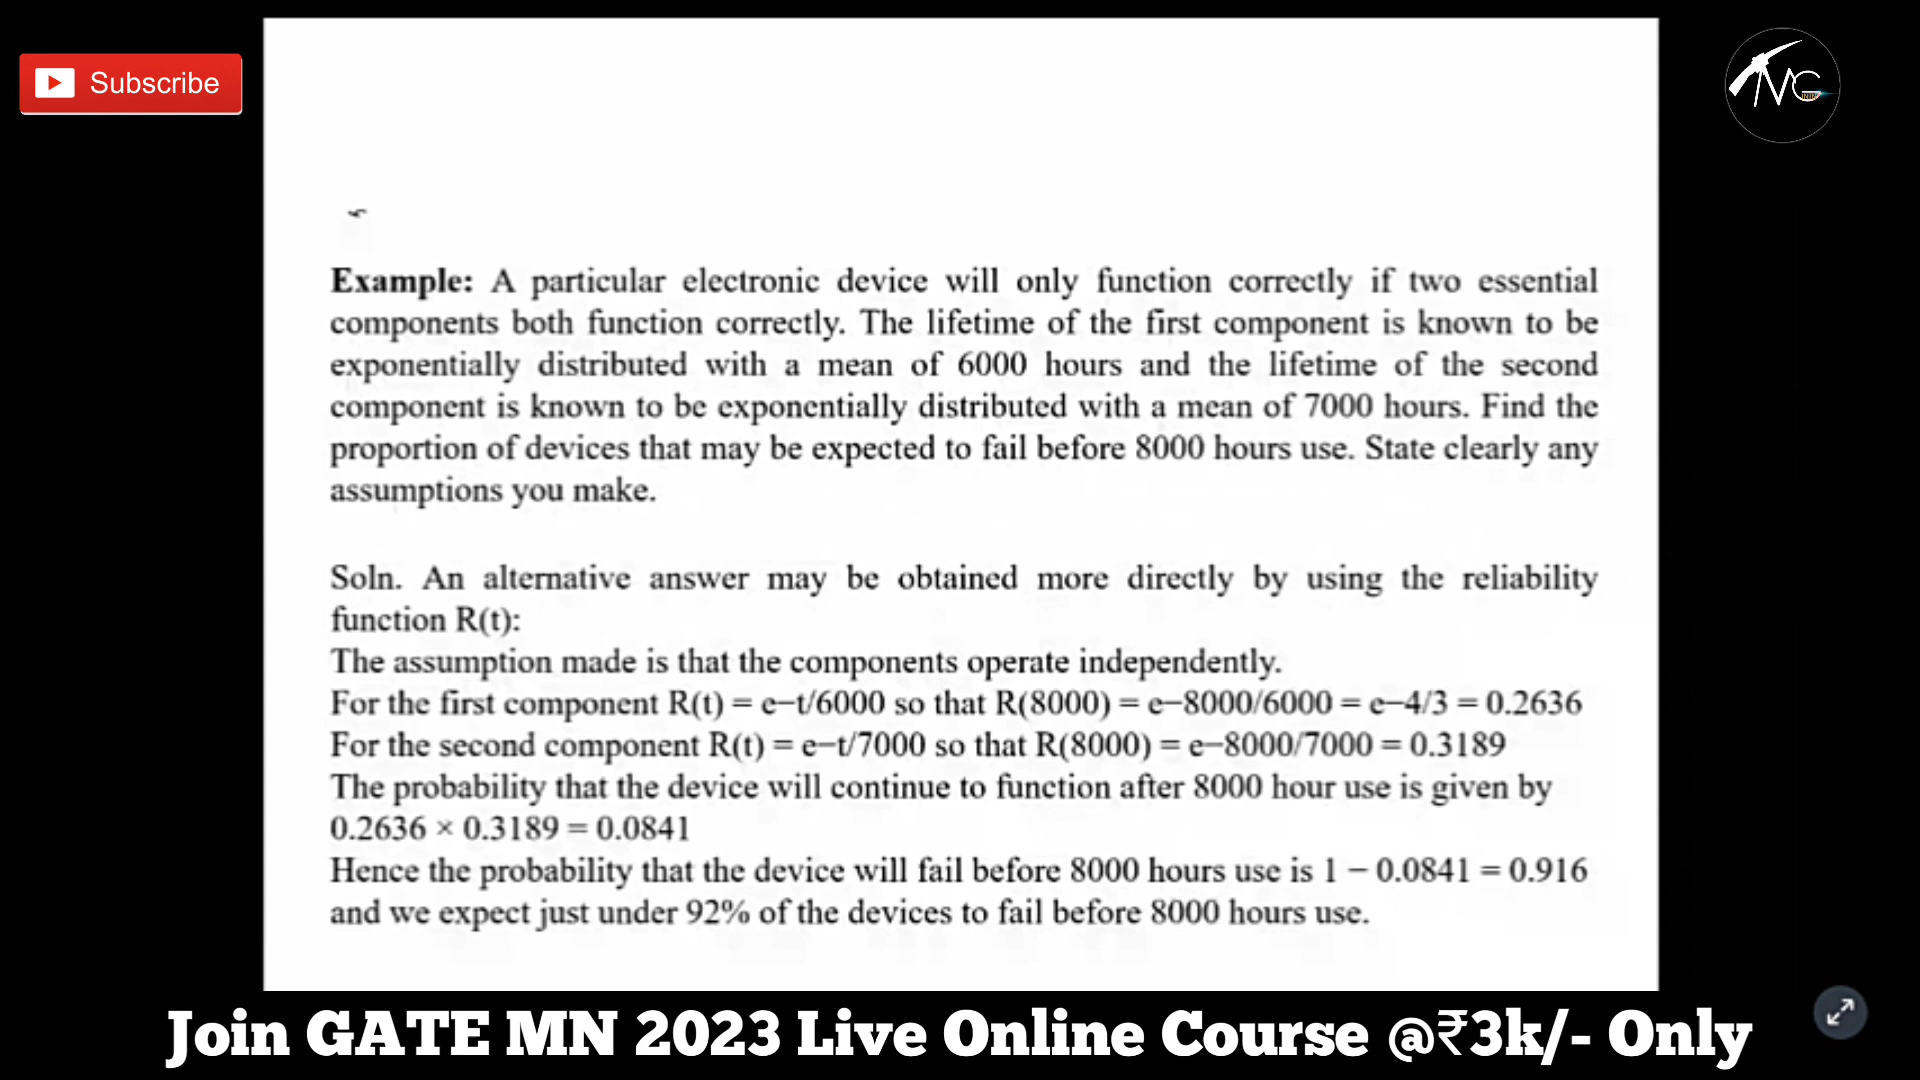 Subscribe
MG
Example: A particular electronic device will only function correctly if two essential
components both function correctly. The lifetime of the first component is known to be
exponentially distributed with a mean of 6000 hours and the lifetime of the second
component is known to be exponentially distributed with a mean of 7000 hours. Find the
proportion of devices that may be expected to fail before 8000 hours use. State clearly any
assumptions you make.
Soln. An alternative answer may be obtained more directly by using the reliability
function R(t):
The assumption made is that the components operate independently.
For the first component R(t) = e−t/6000 so that R(8000) = e−8000/6000 = e−4/3 = 0.2636
For the second component R(t) = e−t/7000 so that R(8000) = e−8000/7000 = 0.3189
The probability that the device will continue to function after 8000 hour use is given by
0.2636 × 0.3189 = 0.0841
Hence the probability that the device will fail before 8000 hours use is 1 − 0.0841 = 0.916
and we expect just under 92% of the devices to fail before 8000 hours use.
Join GATE MN 2023 Live Online Course @₹3k/- Only